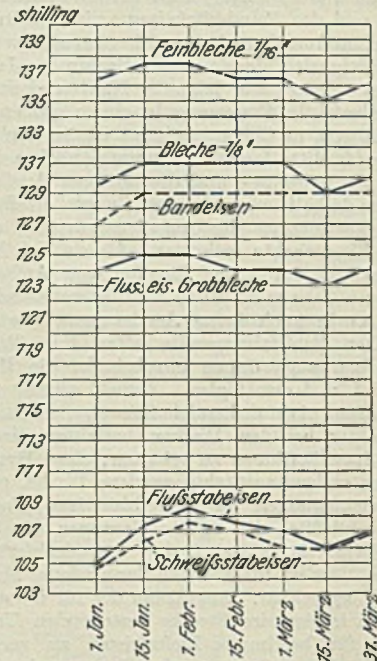 shilling
139
Feinbleche 1/16"
137
135
133
Bleche 1/8"
131
129
Bandeisen
127
125
123
Flusseis. Grobbleche
121
119
117
115
113
111
109
Flußstabeisen
107
Schweißstabeisen
105
103
1. Jan.
15. Jan.
1. Febr.
15. Febr.
1. März
15. März
31. März